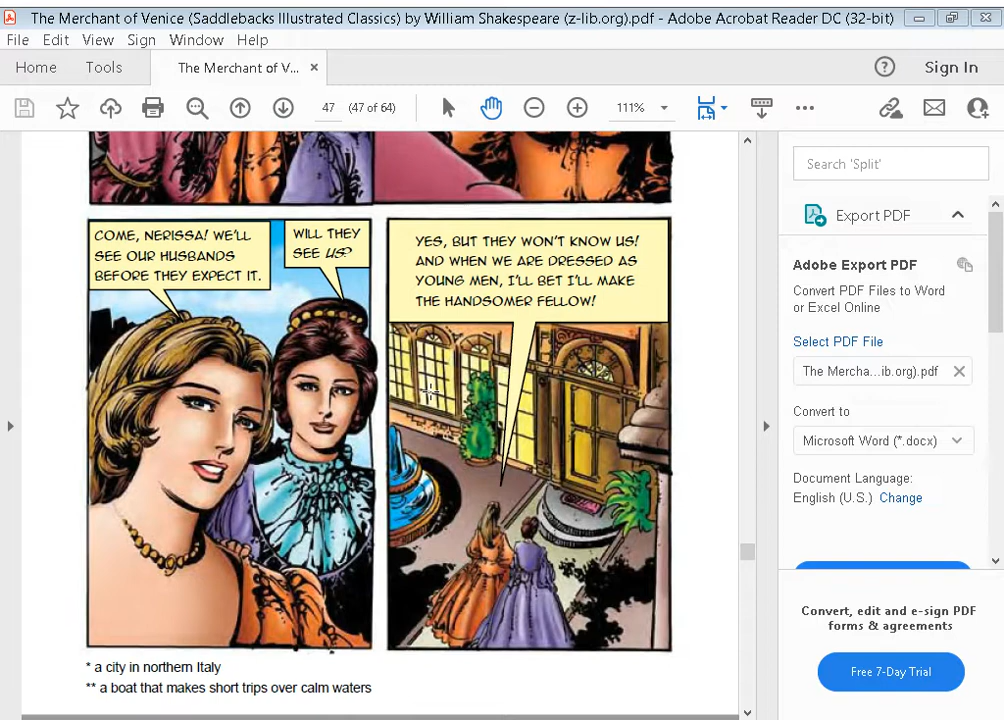 The Merchant of Venice (Saddlebacks Illustrated Classics) by William Shakespeare (z-lib.org).pdf - Adobe Acrobat Reader DC (32-bit)
File Edit View Sign Window Help
Home Tools The Merchant of V... Sign In
47 (47 of 64) 111%
Search 'Split'
Export PDF
Adobe Export PDF
Convert PDF Files to Word
or Excel Online
Select PDF File
The Mercha...ib.org).pdf
Convert to
Microsoft Word (*.docx)
Document Language:
English (U.S.) Change
Convert, edit and e-sign PDF
forms & agreements
Free 7-Day Trial
COME, NERISSA! WE'LL
SEE OUR HUSBANDS
BEFORE THEY EXPECT IT.
WILL THEY
SEE US?
YES, BUT THEY WON'T KNOW US!
AND WHEN WE ARE DRESSED AS
YOUNG MEN, I'LL BET I'LL MAKE
THE HANDSOMER FELLOW!
* a city in northern Italy
** a boat that makes short trips over calm waters